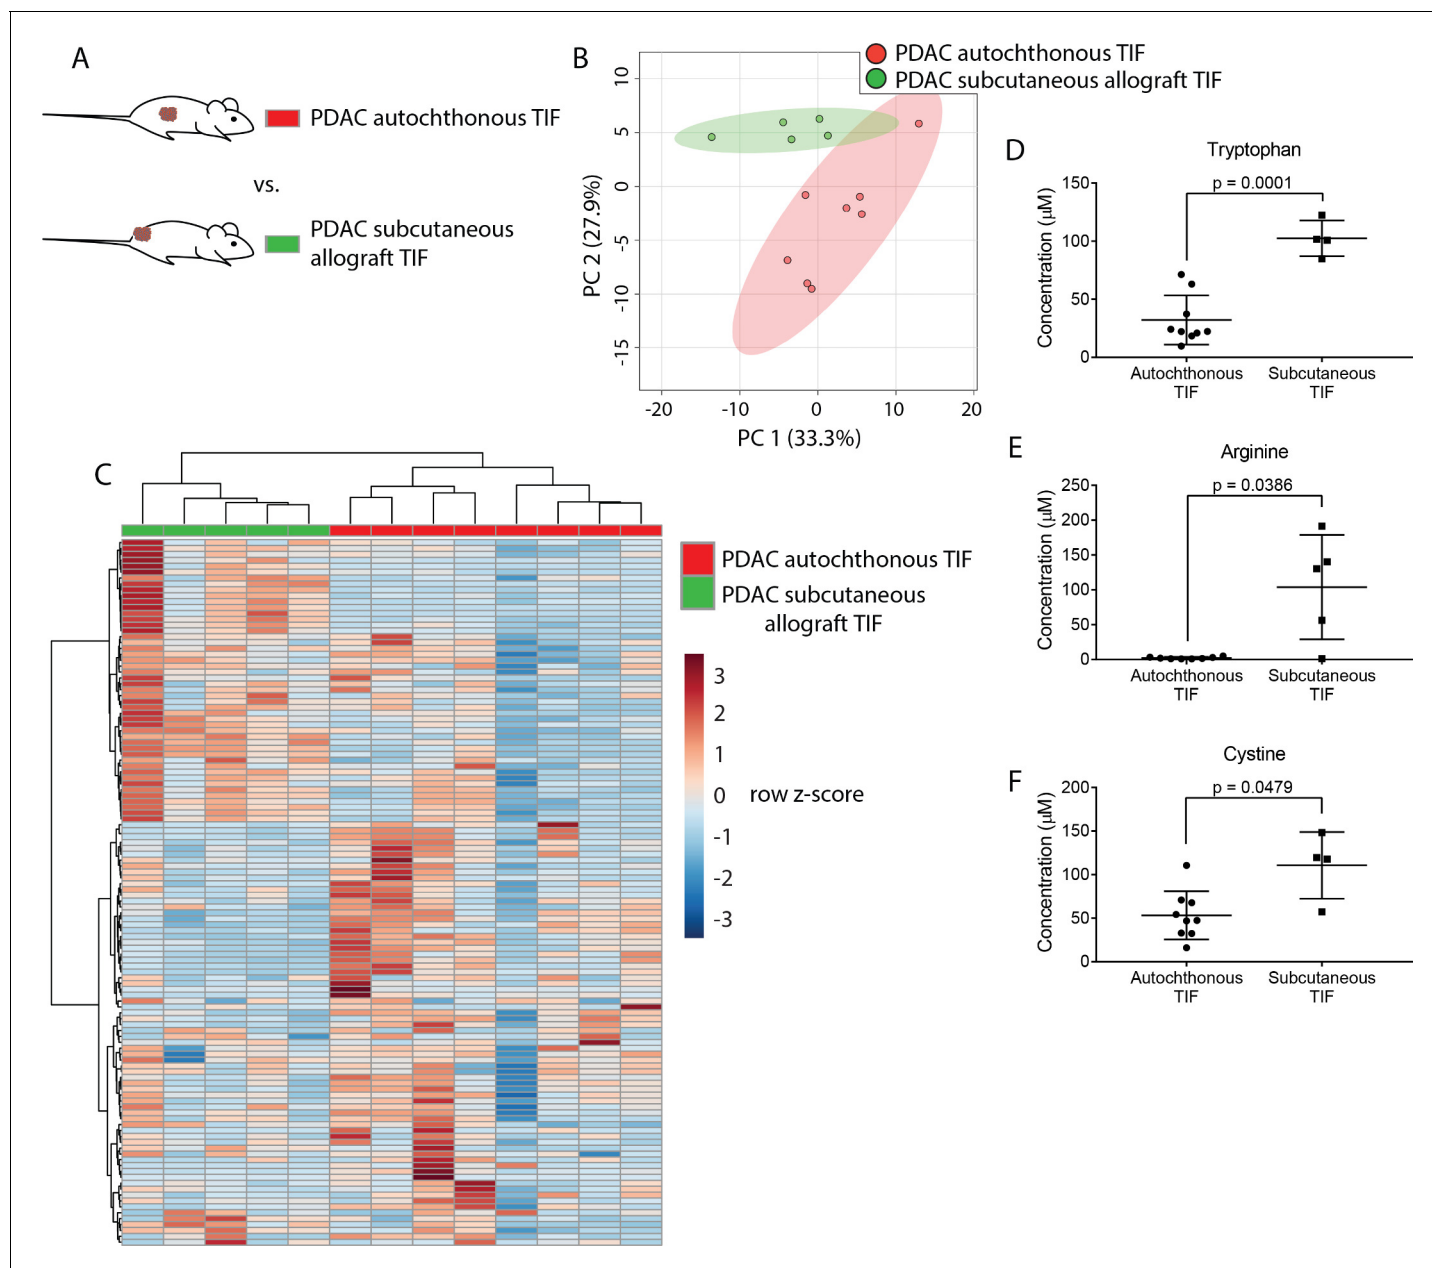 A
PDAC autochthonous TIF
vs.
PDAC subcutaneous
allograft TIF
B
PDAC autochthonous TIF
PDAC subcutaneous allograft TIF
PC 2 (27.9%)
10
5
0
-5
-10
-15
-20 -10 0 10 20
PC 1 (33.3%)
C
PDAC autochthonous TIF
PDAC subcutaneous
allograft TIF
3
2
1
0
-1
-2
-3
row z-score
D
Tryptophan
p = 0.0001
Concentration (µM)
150
100
50
0
Autochthonous Subcutaneous
TIF TIF
E
Arginine
p = 0.0386
Concentration (µM)
250
200
150
100
50
0
Autochthonous Subcutaneous
TIF TIF
F
Cystine
p = 0.0479
Concentration (µM)
200
150
100
50
0
Autochthonous Subcutaneous
TIF TIF